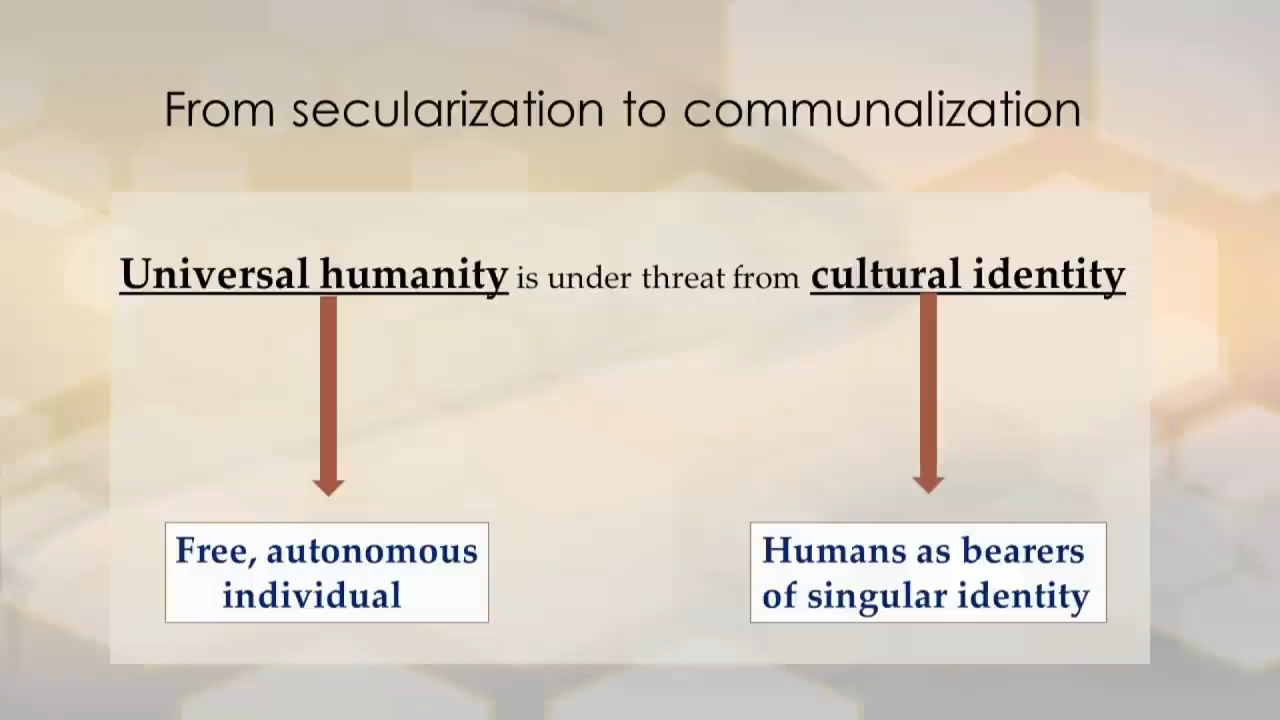 From secularization to communalization
Universal humanity is under threat from cultural identity
Free, autonomous
individual
Humans as bearers
of singular identity